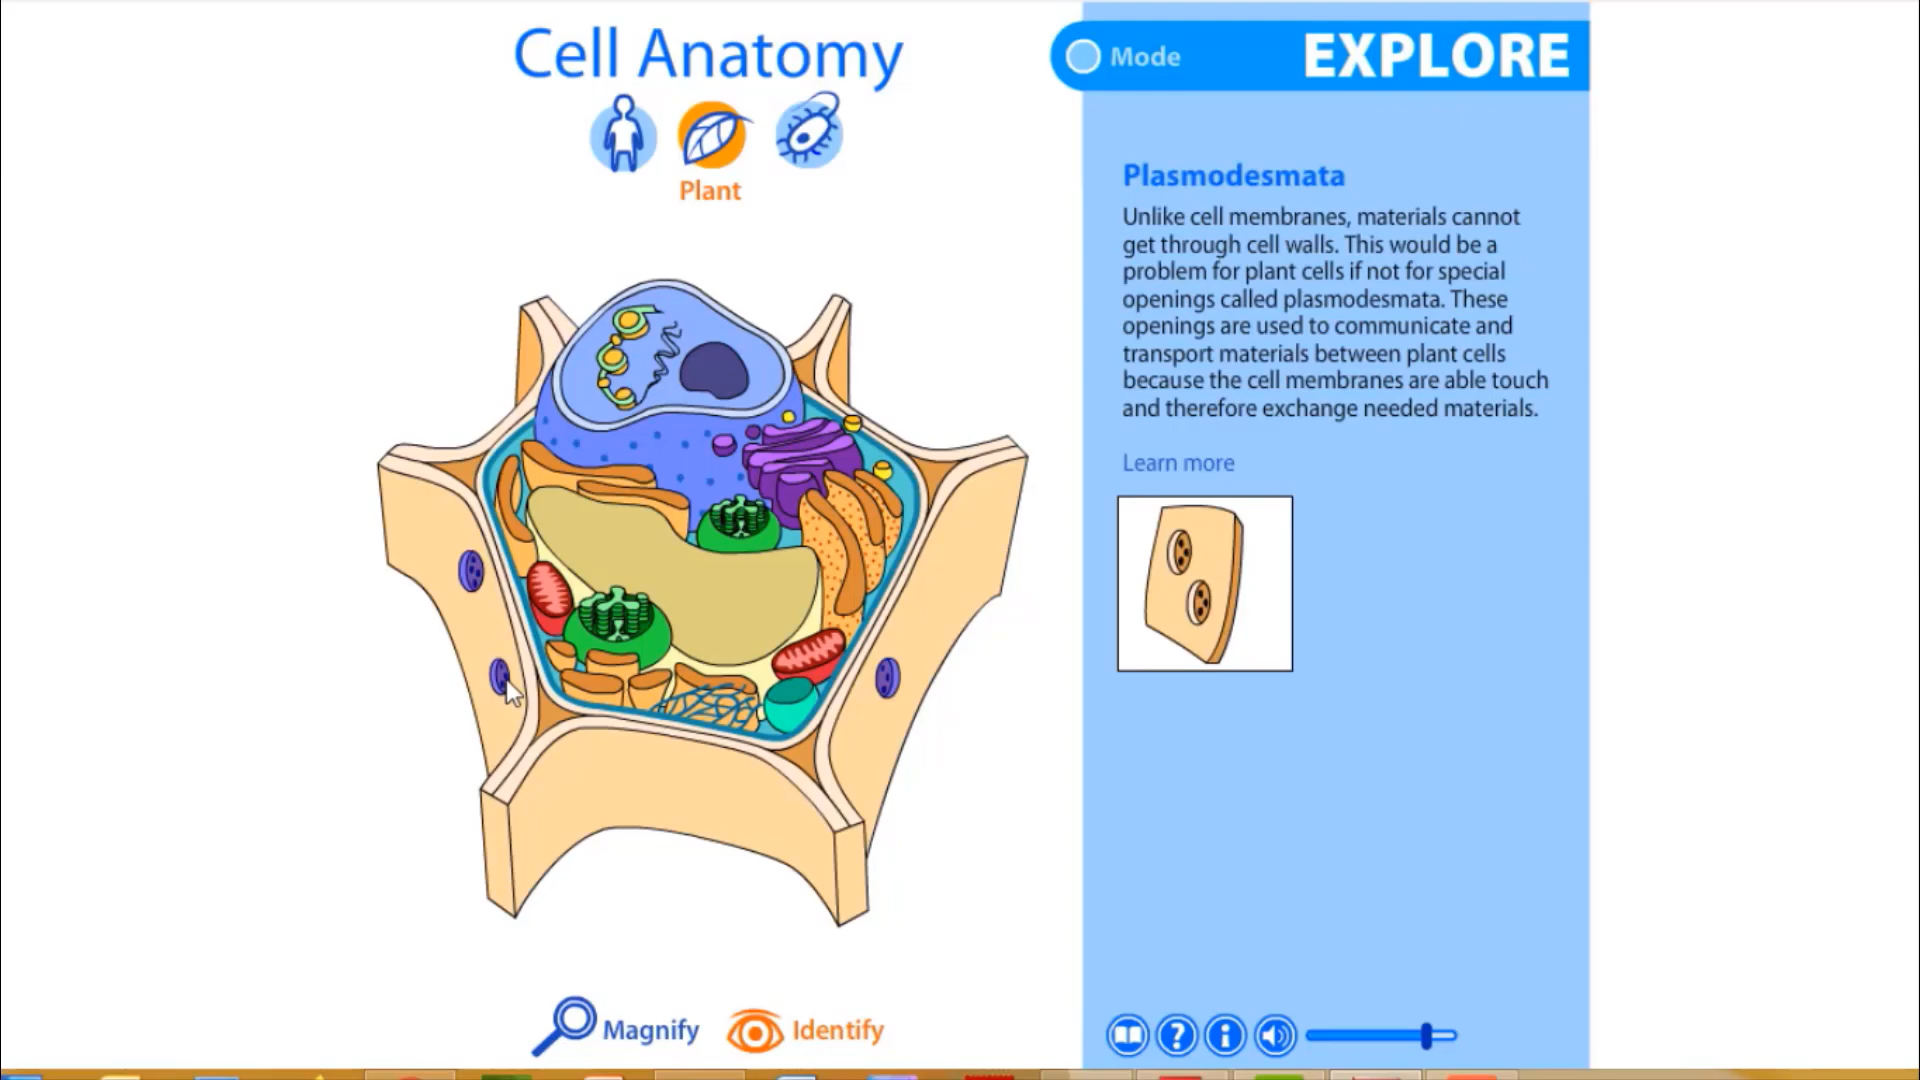 Cell Anatomy
Plant
Mode
EXPLORE
Plasmodesmata
Unlike cell membranes, materials cannot
get through cell walls. This would be a
problem for plant cells if not for special
openings called plasmodesmata. These
openings are used to communicate and
transport materials between plant cells
because the cell membranes are able touch
and therefore exchange needed materials.
Learn more
Magnify
Identify